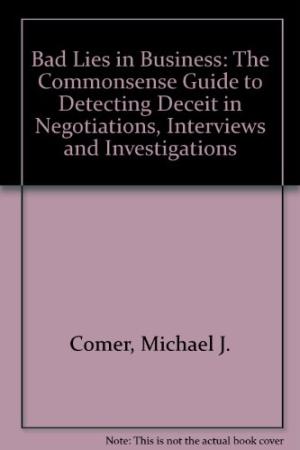 Bad Lies in Business: The
Commonsense Guide to
Detecting Deceit in
Negotiations, Interviews
and Investigations
Comer, Michael J.
Note: This is not the actual book cover